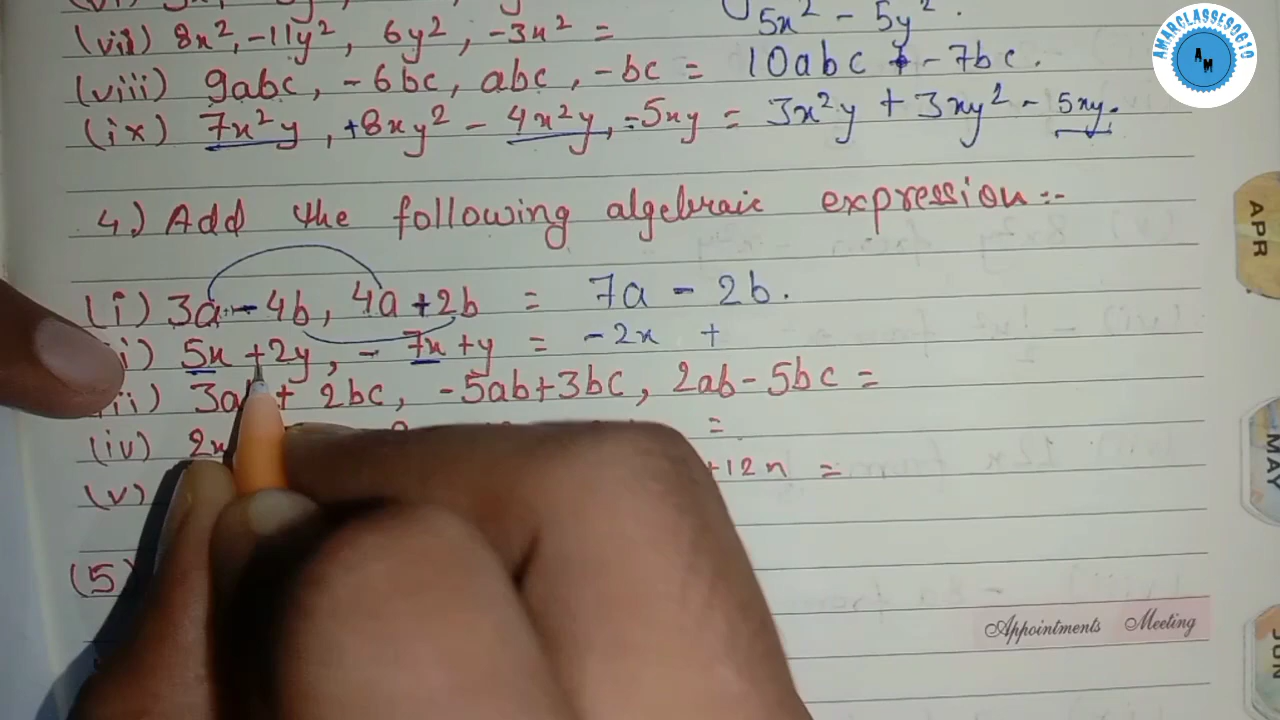 (vii) 8x², -11y², 6y², -3x² = 5x² - 5y².
(viii) 9abc, -6bc, abc, -bc = 10abc - 7bc.
(ix) 7x²y, +8xy² - 4x²y, -5xy = 3x²y + 3xy² - 5xy.
4.) Add the following algebraic expression:-
(i) 3a - 4b, 4a + 2b = 7a - 2b.
5x + 2y, - 7x + y = - 2x +
+ 2bc, - 5ab + 3bc, 2ab - 5bc =
(iv) =
(v) +12n =
(5)
Appointments Meeting
AMARCLASSES0610
AM
APR
MAY
JUN